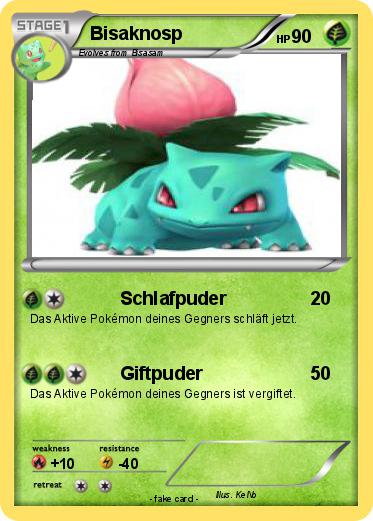 STAGE1
Bisaknosp
HP90
Evolves from Bisasam
Schlafpuder 20
Das Aktive Pokémon deines Gegners schläft jetzt.
Giftpuder 50
Das Aktive Pokémon deines Gegners ist vergiftet.
weakness resistance
+10 -40
retreat
- fake card - Illus. KeNb